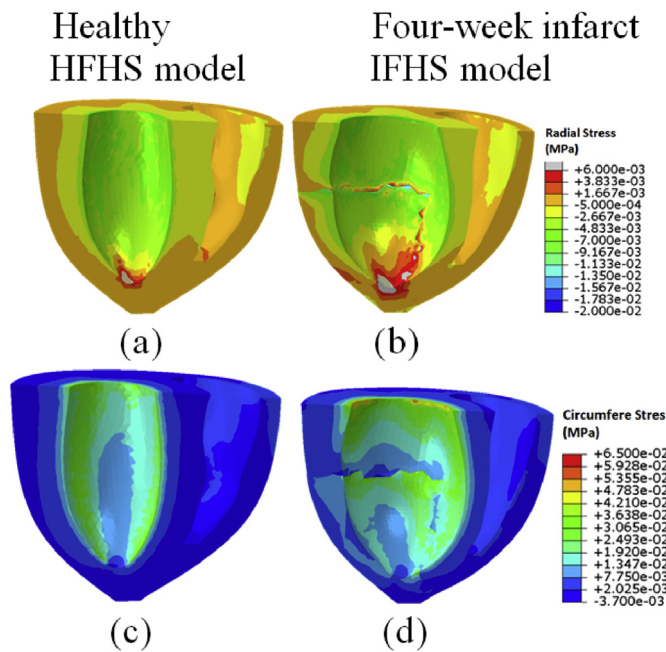 Healthy
HFHS model
Four-week infarct
IFHS model
Radial Stress
(MPa)
+6.000e-03
+3.833e-03
+1.667e-03
-5.000e-04
-2.667e-03
-4.833e-03
-7.000e-03
-9.167e-03
-1.133e-02
-1.350e-02
-1.567e-02
-1.783e-02
-2.000e-02
(a)
(b)
Circumfere Stress
(MPa)
+6.500e-02
+5.928e-02
+5.355e-02
+4.783e-02
+4.210e-02
+3.638e-02
+3.065e-02
+2.493e-02
+1.920e-02
+1.347e-02
+7.750e-03
+2.025e-03
-3.700e-03
(c)
(d)